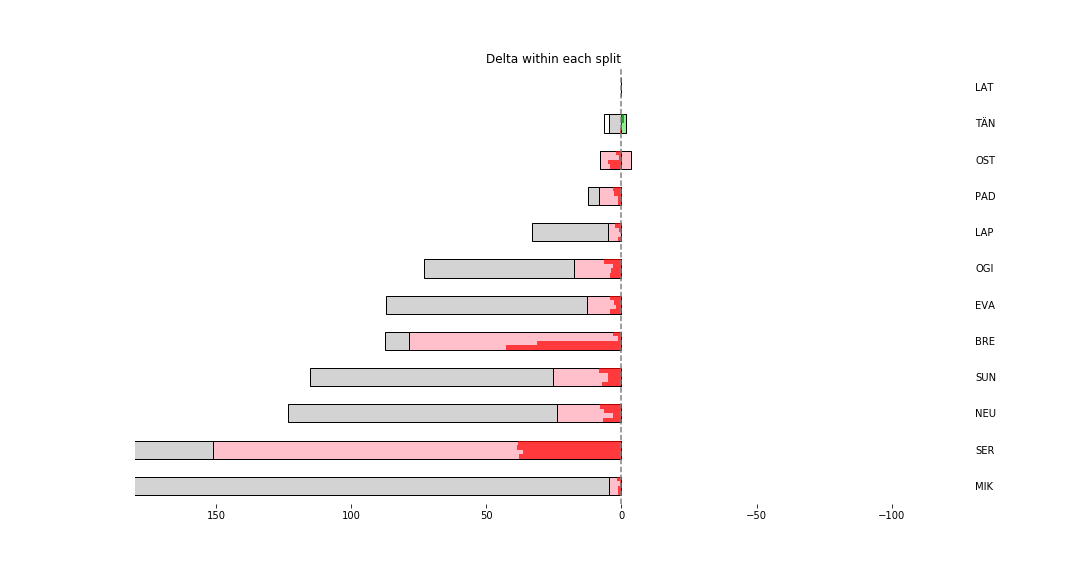 Delta within each split
LAT
TÄN
OST
PAD
LAP
OGI
EVA
BRE
SUN
NEU
SER
MIK
150 100 50 0 −50 −100